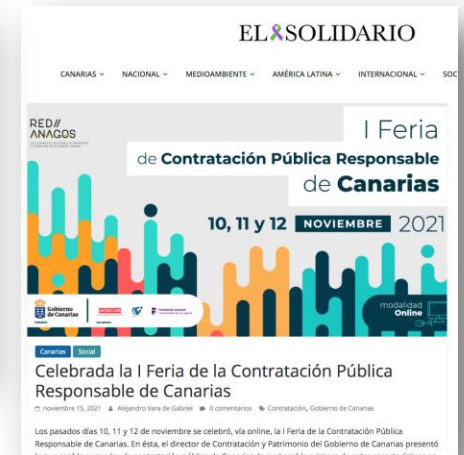 EL SOLIDARIO
CANARIAS NACIONAL MEDIOAMBIENTE AMÉRICA LATINA INTERNACIONAL SOC
RED//
ANAGOS
I Feria
de Contratación Pública Responsable
de Canarias
10, 11 y 12 NOVIEMBRE 2021
Gobierno
de Canarias
modalidad
Online
Canarias Social
Celebrada la I Feria de la Contratación Pública
Responsable de Canarias
noviembre 15, 2021 Alejandro Vara de Gabriel 0 comentarios Contratación, Gobierno de Canarias
Los pasados días 10, 11 y 12 de noviembre se celebró, vía online, la I Feria de la Contratación Pública
Responsable de Canarias. En ésta, el director de Contratación y Patrimonio del Gobierno de Canarias presentó